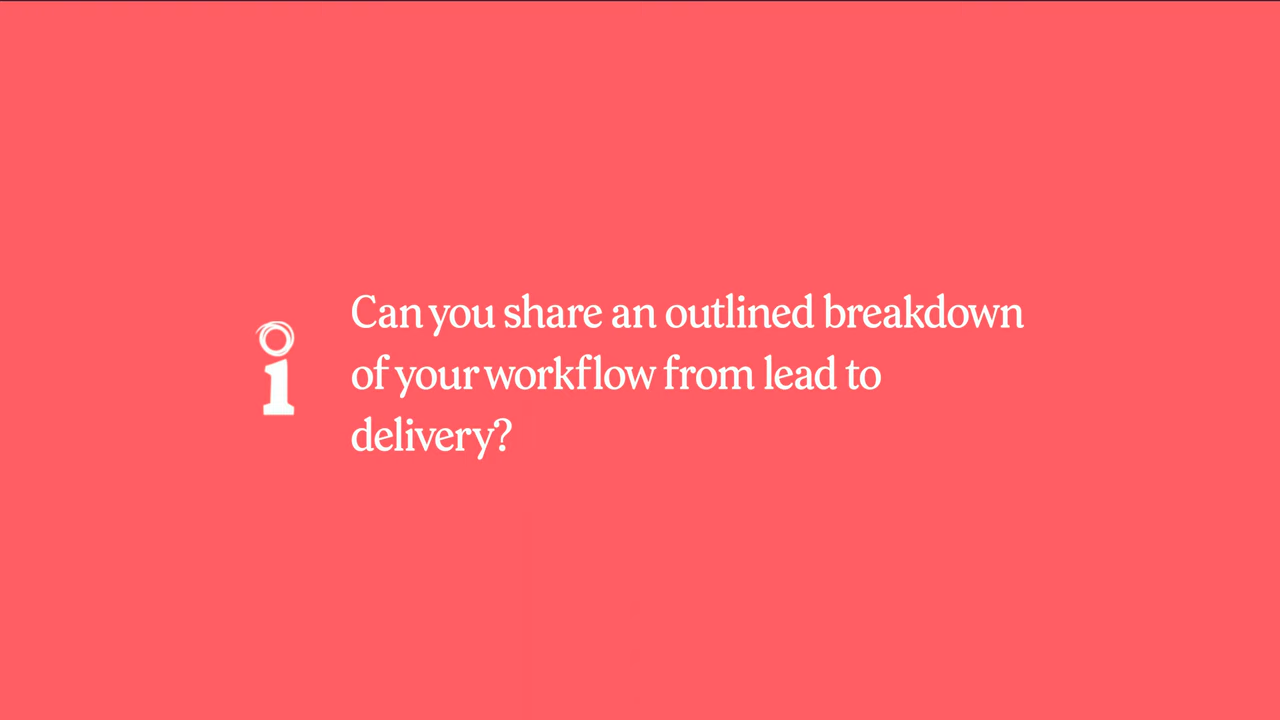 Can you share an outlined breakdown
of your workflow from lead to
delivery?